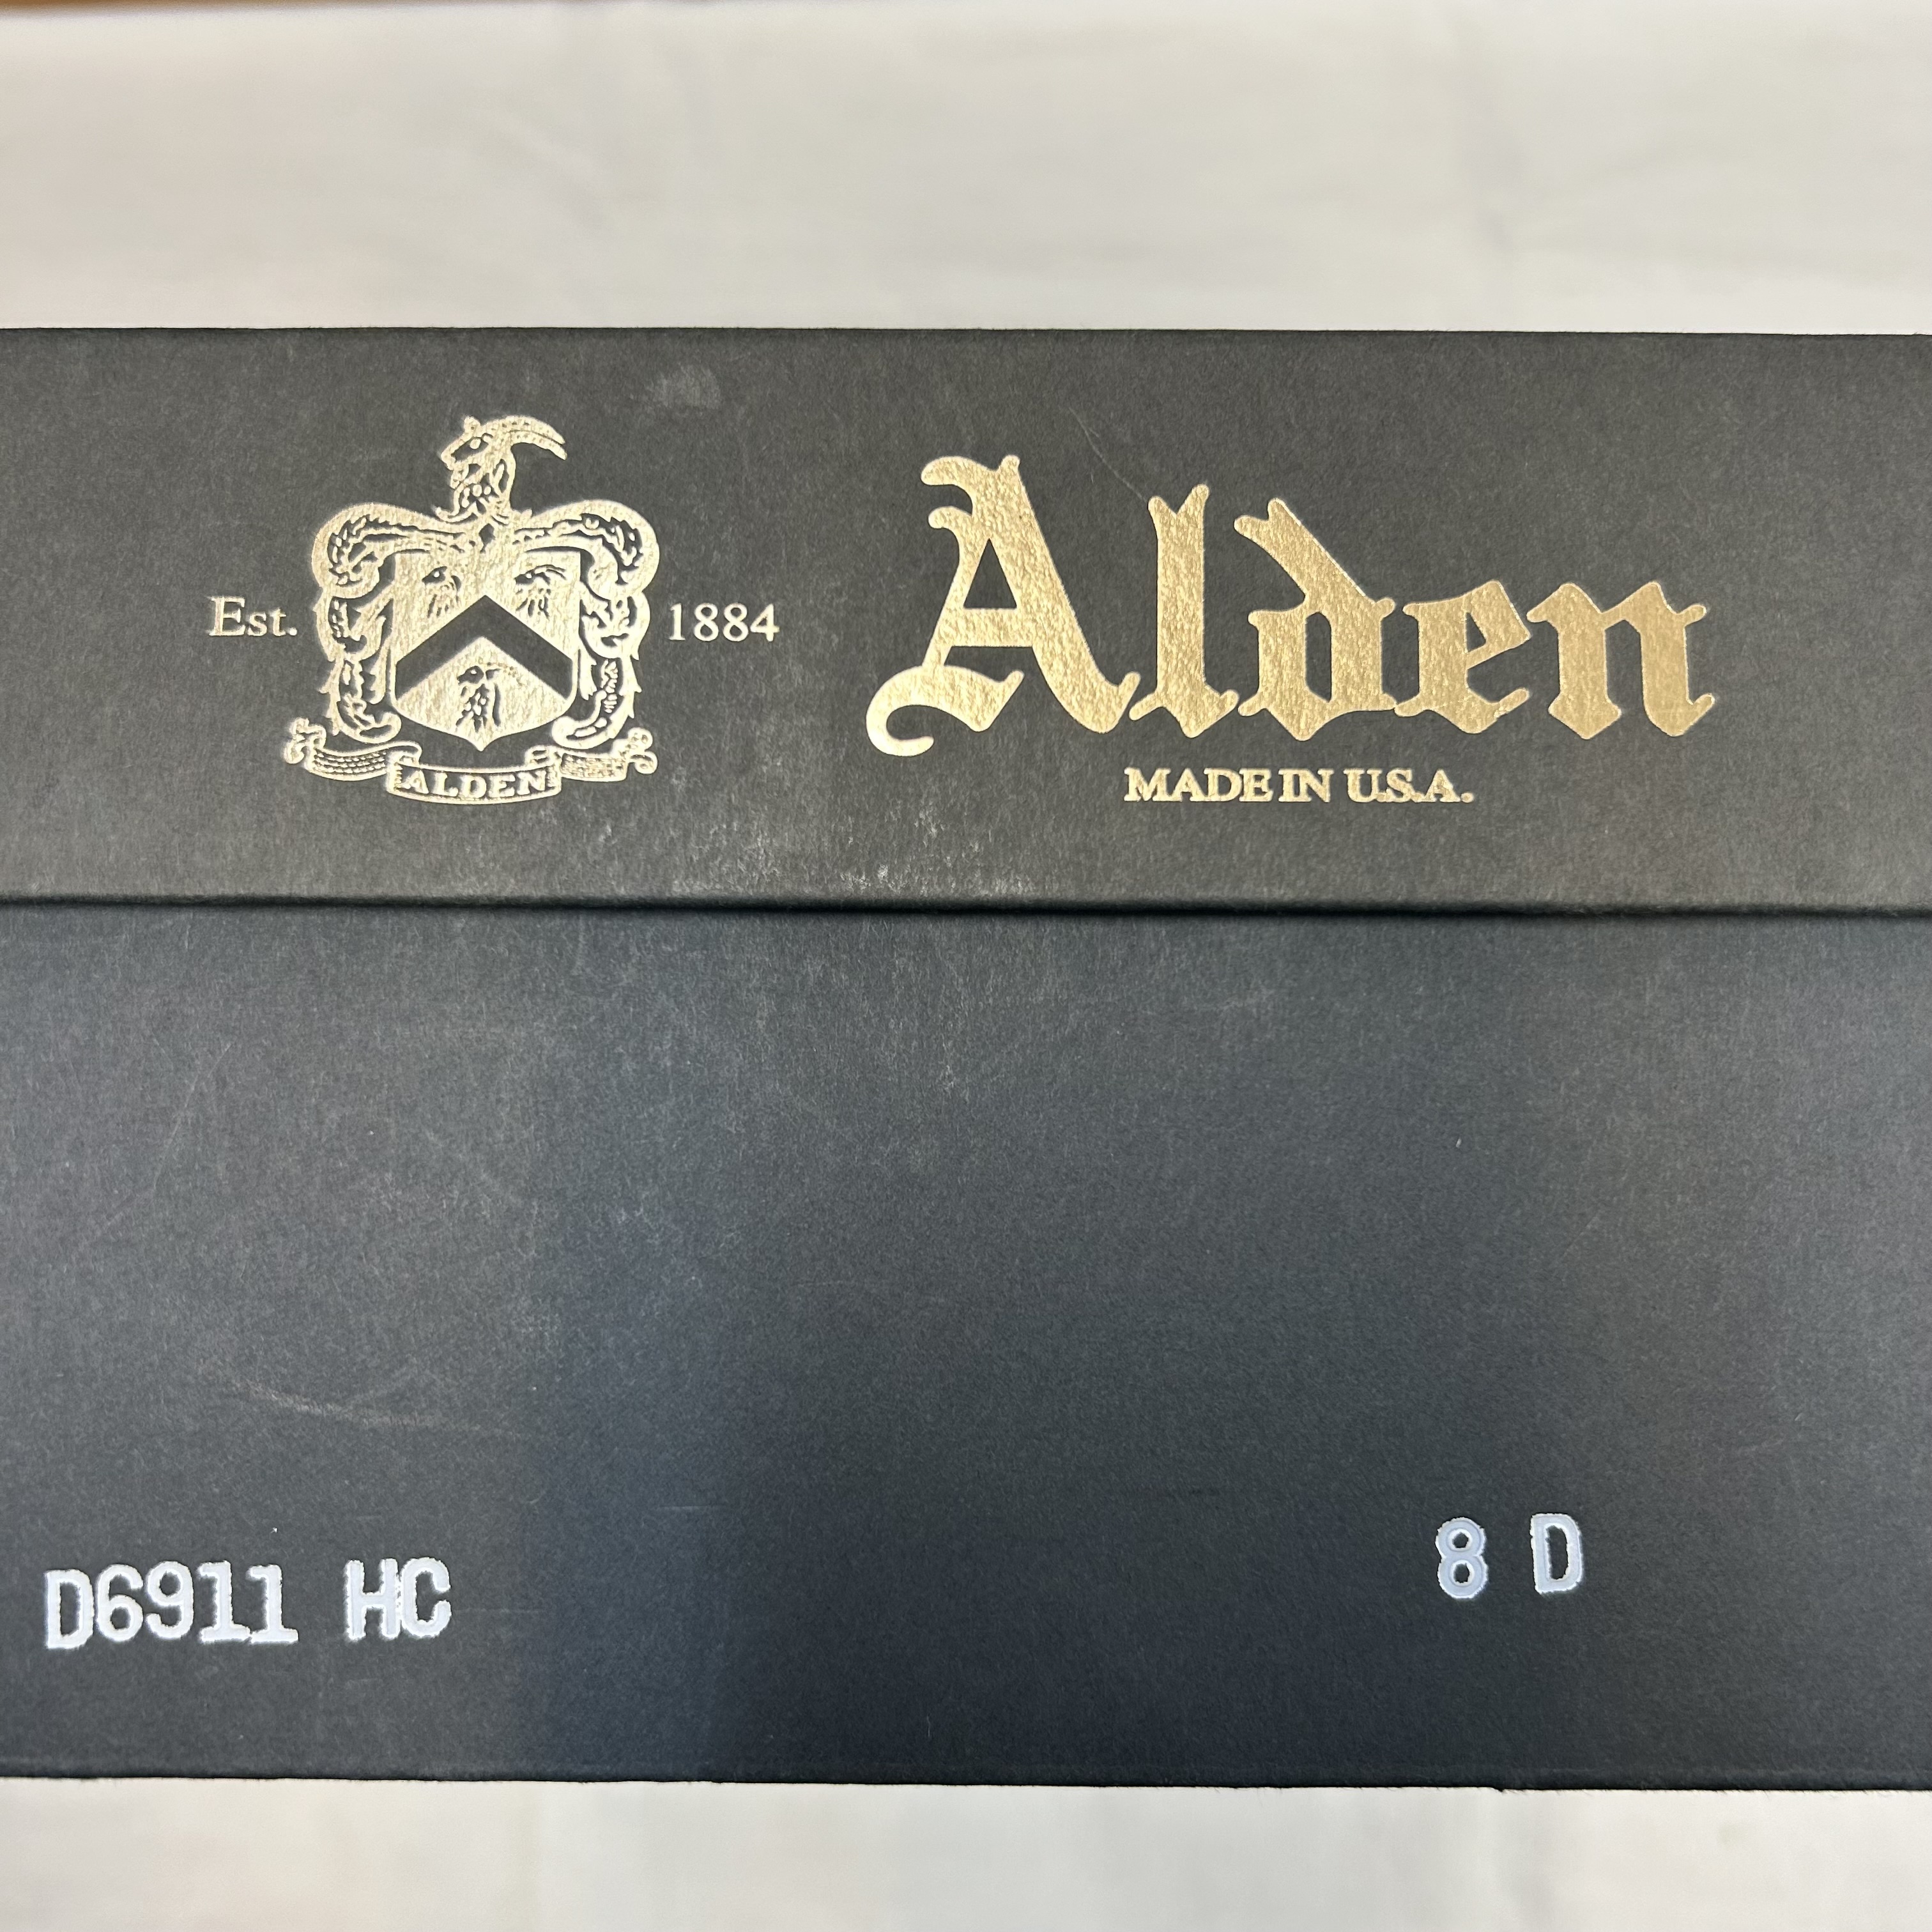 Est. 1884
ALDEN
Alden
MADE IN U.S.A.
D6911 HC
8 D